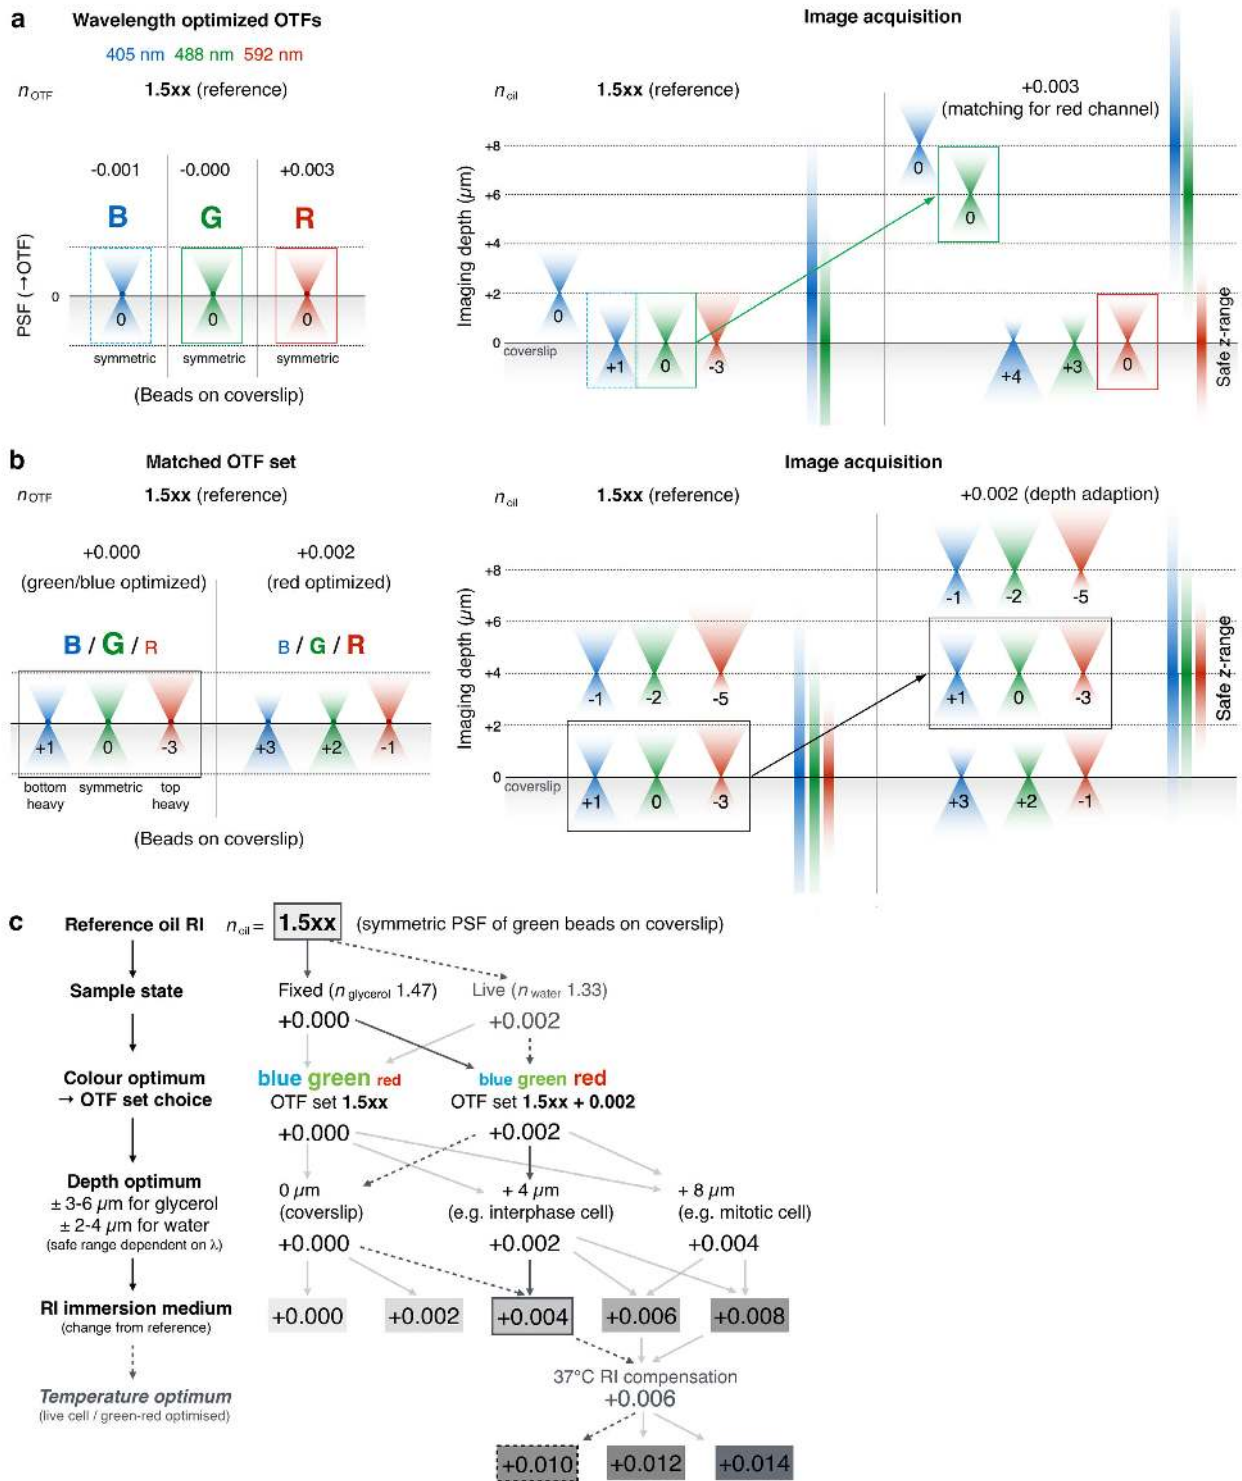 a
Wavelength optimized OTFs
405 nm 488 nm 592 nm
n OTF 1.5xx (reference)
-0.001 -0.000 +0.003
B G R
PSF (→OTF)
0
0 0 0
symmetric symmetric symmetric
(Beads on coverslip)
Image acquisition
n oil 1.5xx (reference)
+0.003
(matching for red channel)
Imaging depth (µm)
+8
+6
+4
+2
0
coverslip
0
+1 0 -3
0
0
+4 +3 0
Safe z-range
b
Matched OTF set
n OTF 1.5xx (reference)
+0.000 +0.002
(green/blue optimized) (red optimized)
B / G / R B / G / R
+1 0 -3 +3 +2 -1
bottom heavy symmetric top heavy
(Beads on coverslip)
Image acquisition
n oil 1.5xx (reference) +0.002 (depth adaption)
Imaging depth (µm)
+8
+6
+4
+2
0
coverslip
-1 -2 -5
+1 0 -3
-1 -2 -5
+1 0 -3
+3 +2 -1
Safe z-range
c
Reference oil RI n oil = 1.5xx (symmetric PSF of green beads on coverslip)
Sample state Fixed (n glycerol 1.47) Live (n water 1.33)
+0.000 +0.002
Colour optimum blue green red blue green red
→ OTF set choice OTF set 1.5xx OTF set 1.5xx + 0.002
+0.000 +0.002
Depth optimum 0 µm + 4 µm + 8 µm
± 3-6 µm for glycerol (coverslip) (e.g. interphase cell) (e.g. mitotic cell)
± 2-4 µm for water
(safe range dependent on λ) +0.000 +0.002 +0.004
RI immersion medium +0.000 +0.002 +0.004 +0.006 +0.008
(change from reference)
37°C RI compensation
Temperature optimum +0.006
(live cell / green-red optimised)
+0.010 +0.012 +0.014